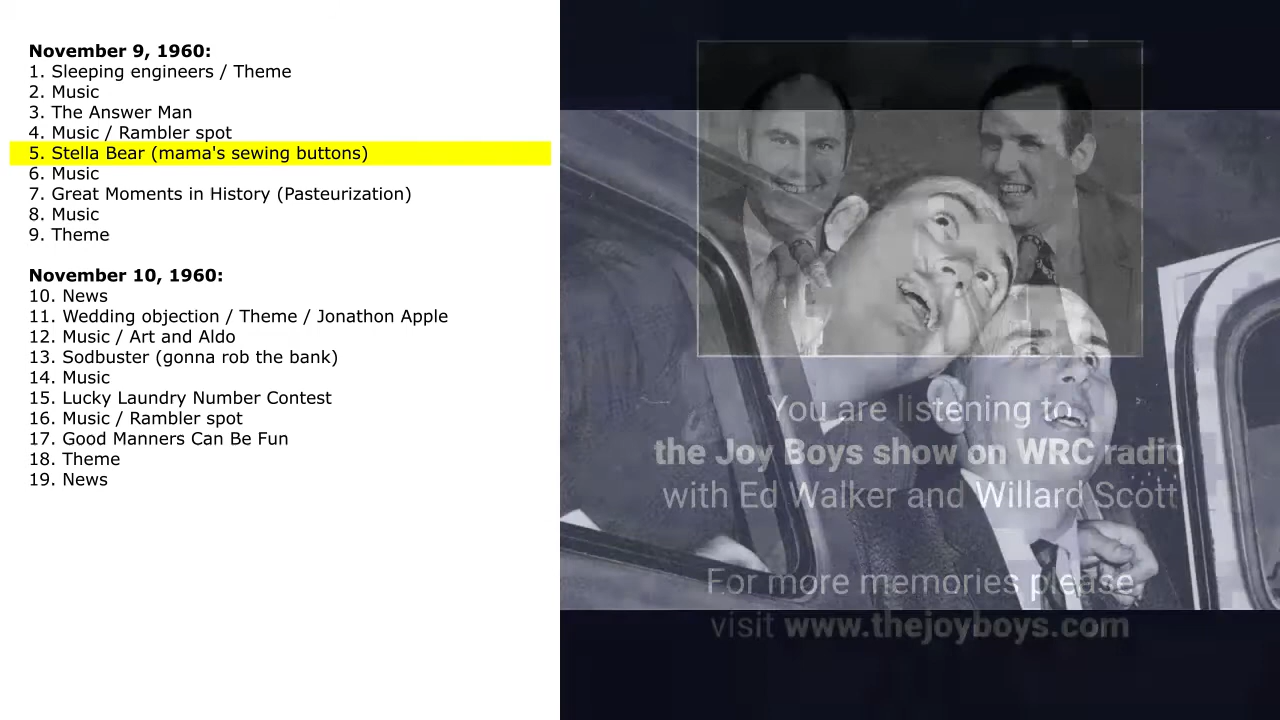 November 9, 1960:
1. Sleeping engineers / Theme
2. Music
3. The Answer Man
4. Music / Rambler spot
5. Stella Bear (mama's sewing buttons)
6. Music
7. Great Moments in History (Pasteurization)
8. Music
9. Theme
November 10, 1960:
10. News
11. Wedding objection / Theme / Jonathon Apple
12. Music / Art and Aldo
13. Sodbuster (gonna rob the bank)
14. Music
15. Lucky Laundry Number Contest
16. Music / Rambler spot
17. Good Manners Can Be Fun
18. Theme
19. News
You are listening to
the Joy Boys show on WRC radio
with Ed Walker and Willard Scott
For more memories please
visit www.thejoyboys.com